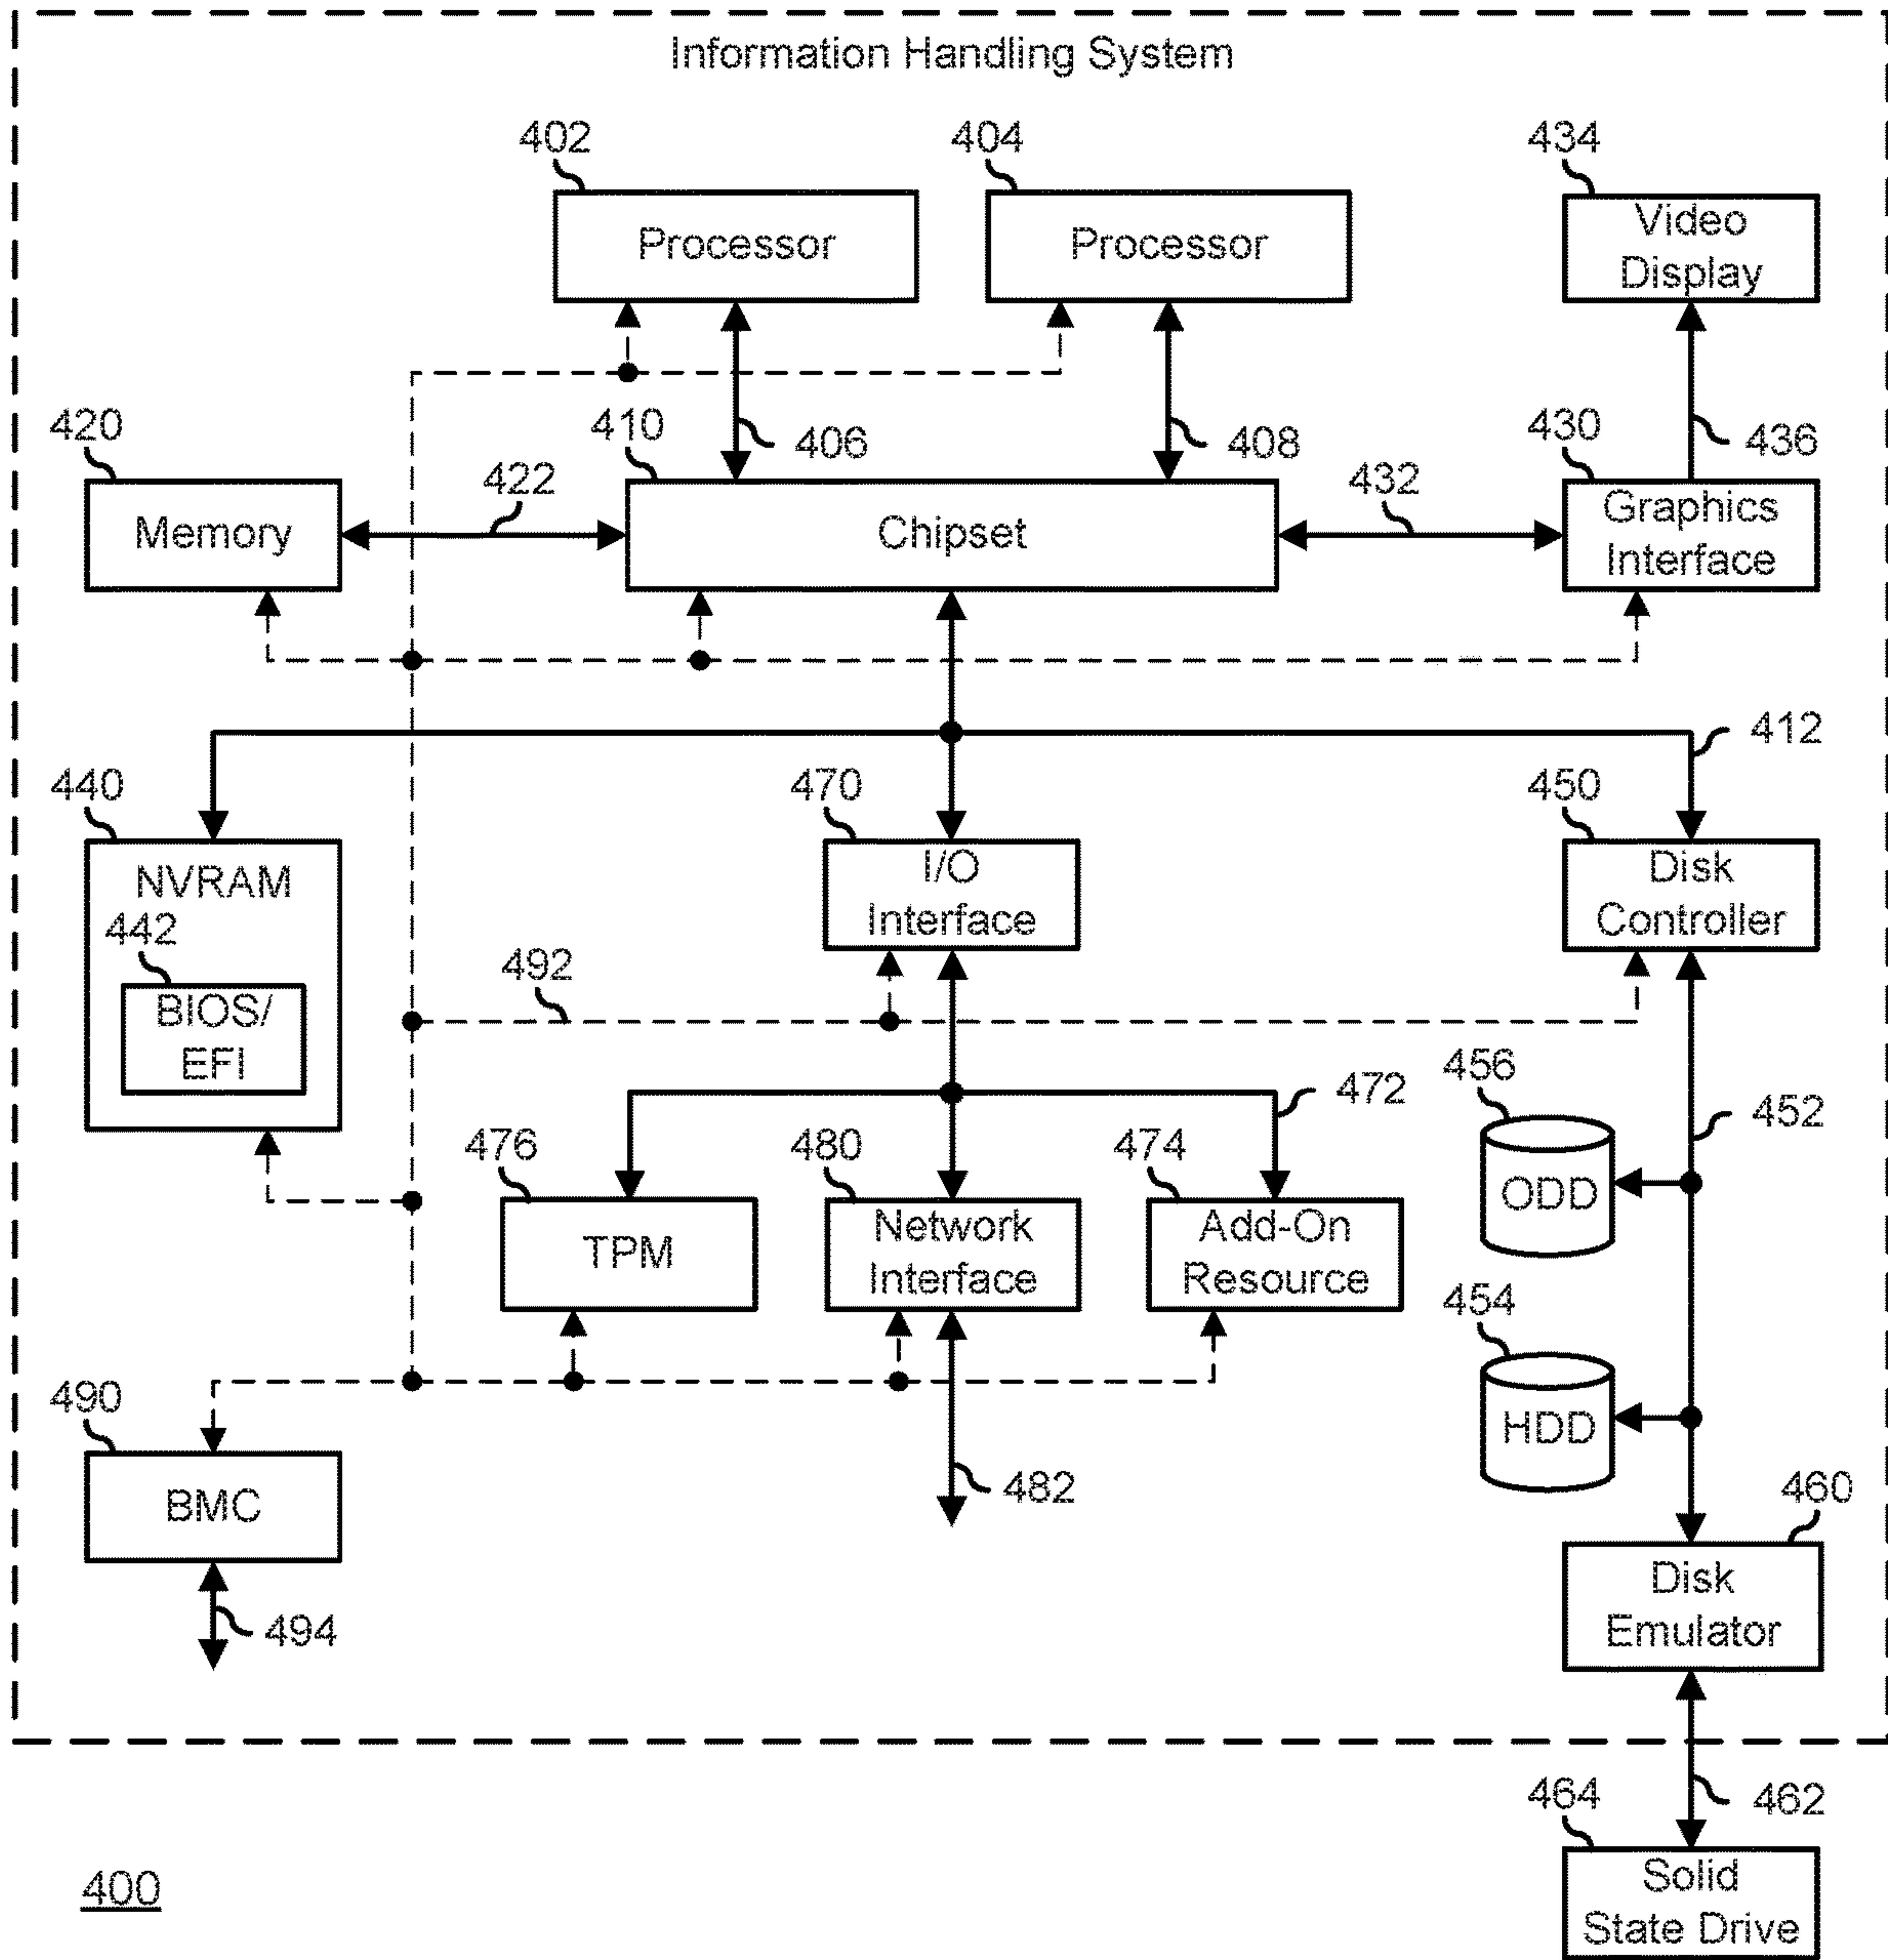 Information Handling System
402
404
434
Processor
Processor
Video
Display
420
410
406
408
430
436
422
432
Memory
Chipset
Graphics
Interface
412
440
470
450
NVRAM
I/O
Interface
Disk
Controller
442
BIOS/
EFI
492
456
472
452
476
480
474
ODD
TPM
Network
Interface
Add-On
Resource
454
HDD
490
482
460
BMC
Disk
Emulator
494
464
462
400
Solid
State Drive